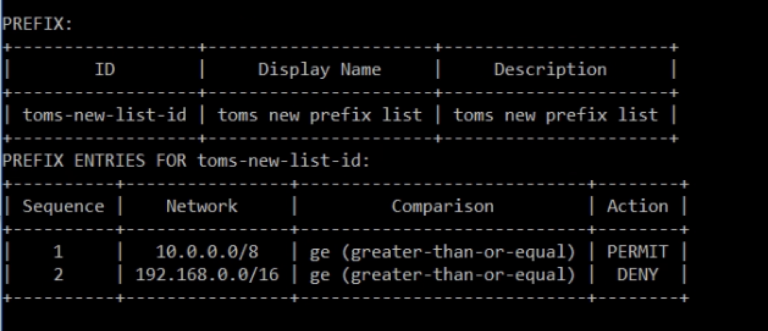 PREFIX:
ID | Display Name | Description
toms-new-list-id | toms new prefix list | toms new prefix list
PREFIX ENTRIES FOR toms-new-list-id:
Sequence | Network | Comparison | Action
1 | 10.0.0.0/8 | ge (greater-than-or-equal) | PERMIT
2 | 192.168.0.0/16 | ge (greater-than-or-equal) | DENY